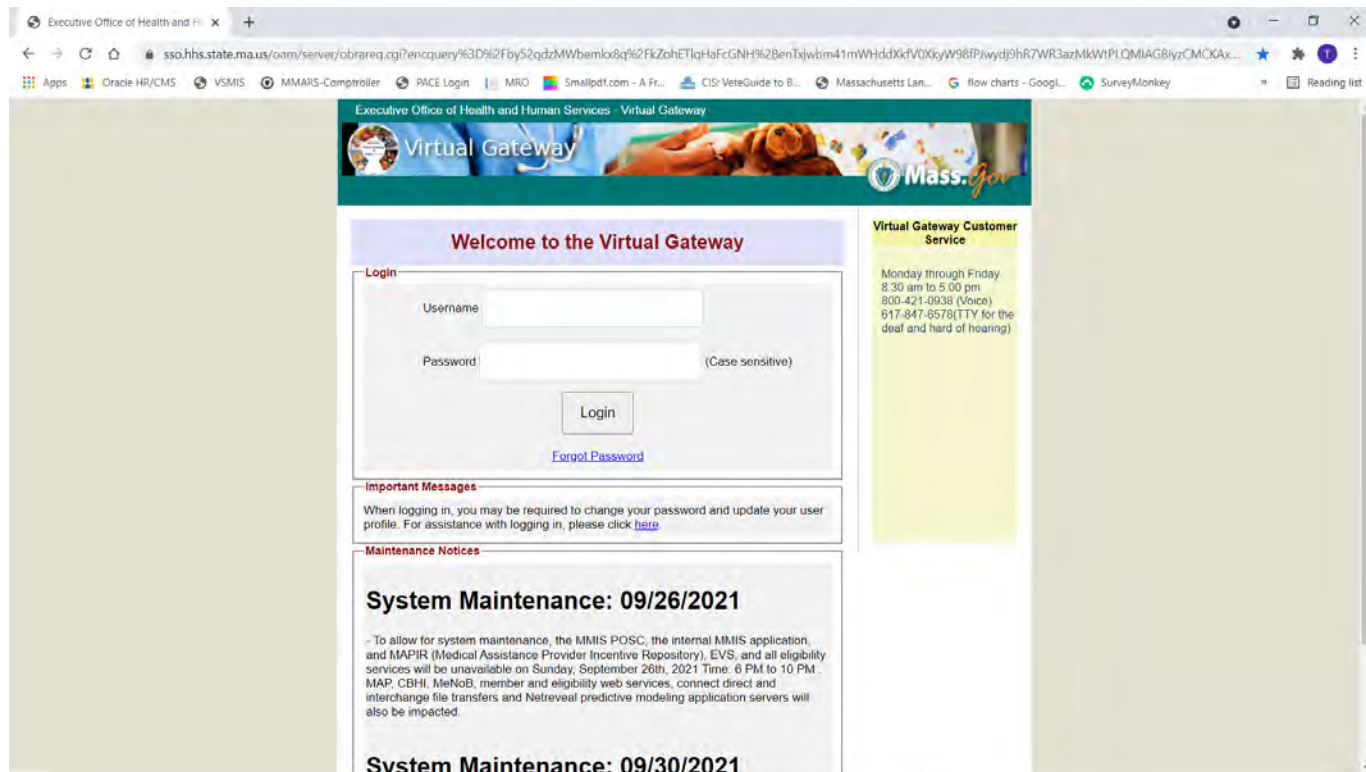 Executive Office of Health and H
sso.hhs.state.ma.us/oam/server/obrareq.cgi?encquery%3D%2Fby52qdzMWbemlxx8q%2FkZohETlqHaFcGNH%2BenTxjwbm41mWHddXkfV0XkyW98fPJwydj9hR7WR3azMkWtPLQMIAG8iyzCMCKAx...
Apps Oracle HR/CMS VSMIS MMARS-Comptroller PACE Login MRO Smallpdf.com - A Fr... CIS: VeteGuide to B... Massachusetts Lan... flow charts - Googl... SurveyMonkey » Reading list
Executive Office of Health and Human Services - Virtual Gateway
Virtual Gateway
Mass.Gov
Welcome to the Virtual Gateway
Login
Username
Password (Case sensitive)
Login
Forgot Password
Important Messages
When logging in, you may be required to change your password and update your user
profile. For assistance with logging in, please click here.
Maintenance Notices
System Maintenance: 09/26/2021
- To allow for system maintenance, the MMIS POSC, the internal MMIS application,
and MAPIR (Medical Assistance Provider Incentive Repository), EVS, and all eligibility
services will be unavailable on Sunday, September 26th, 2021 Time: 6 PM to 10 PM .
MAP, CBHI, MeNoB, member and eligibility web services, connect direct and
interchange file transfers and Netreveal predictive modeling application servers will
also be impacted.
System Maintenance: 09/30/2021
Virtual Gateway Customer
Service
Monday through Friday
8:30 am to 5:00 pm
800-421-0938 (Voice)
617-847-6578(TTY for the
deaf and hard of hearing)